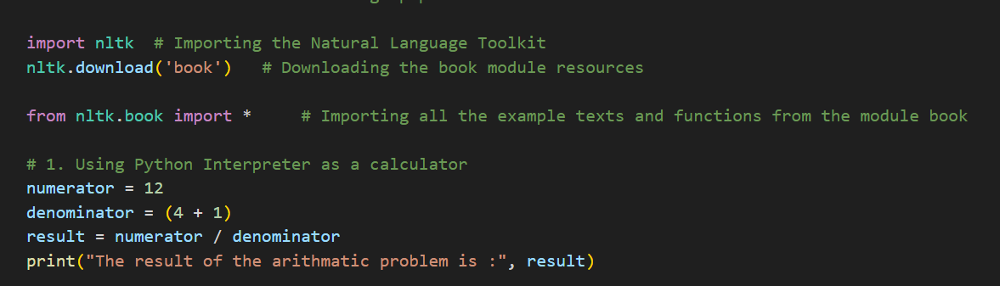 import nltk  # Importing the Natural Language Toolkit
nltk.download('book')   # Downloading the book module resources
from nltk.book import *     # Importing all the example texts and functions from the module book
# 1. Using Python Interpreter as a calculator
numerator = 12
denominator = (4 + 1)
result = numerator / denominator
print("The result of the arithmatic problem is :", result)